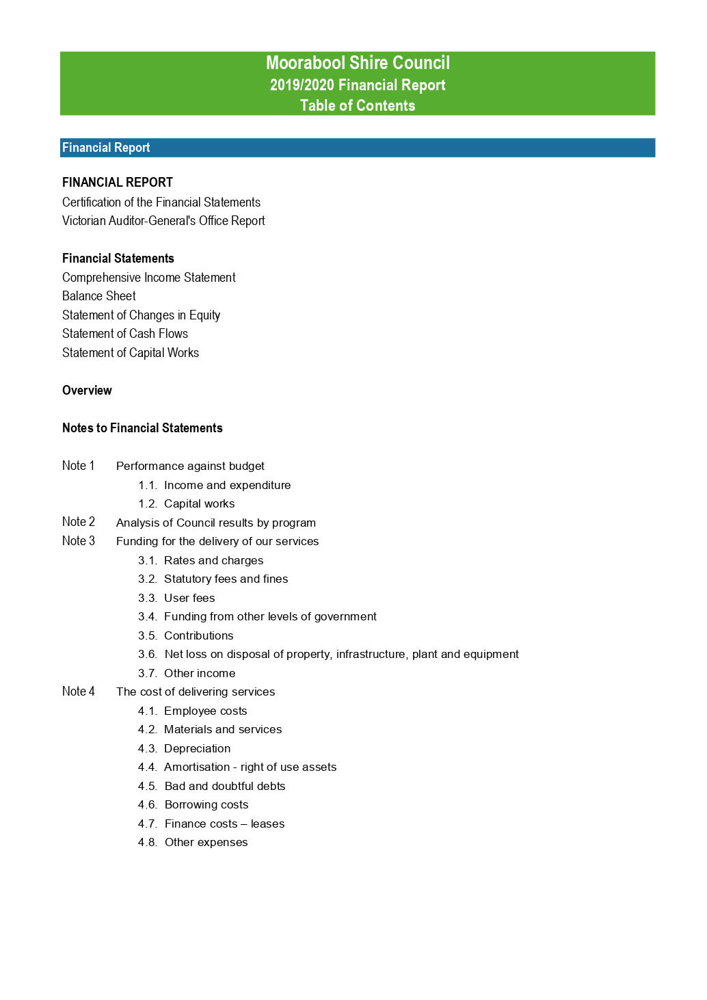 Moorabool Shire Council
2019/2020 Financial Report
Table of Contents
Financial Report
FINANCIAL REPORT
Certification of the Financial Statements
Victorian Auditor-General's Office Report
Financial Statements
Comprehensive Income Statement
Balance Sheet
Statement of Changes in Equity
Statement of Cash Flows
Statement of Capital Works
Overview
Notes to Financial Statements
Note 1 Performance against budget
1.1. Income and expenditure
1.2. Capital works
Note 2 Analysis of Council results by program
Note 3 Funding for the delivery of our services
3.1. Rates and charges
3.2. Statutory fees and fines
3.3. User fees
3.4. Funding from other levels of government
3.5. Contributions
3.6. Net loss on disposal of property, infrastructure, plant and equipment
3.7. Other income
Note 4 The cost of delivering services
4.1. Employee costs
4.2. Materials and services
4.3. Depreciation
4.4. Amortisation - right of use assets
4.5. Bad and doubtful debts
4.6. Borrowing costs
4.7. Finance costs – leases
4.8. Other expenses